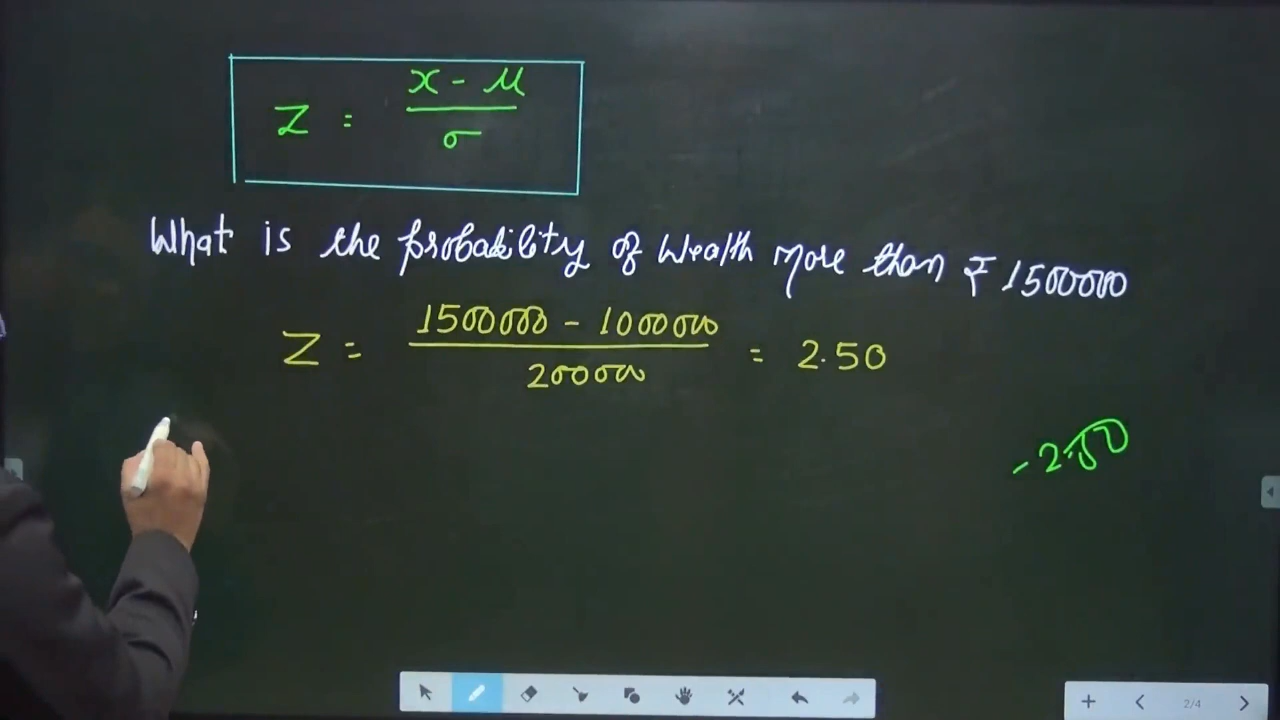 Z = x - μ / σ
What is the probability of Wealth More than ₹ 1500000
Z = 1500000 - 1000000 / 200000 = 2.50
- 2.50
2/4